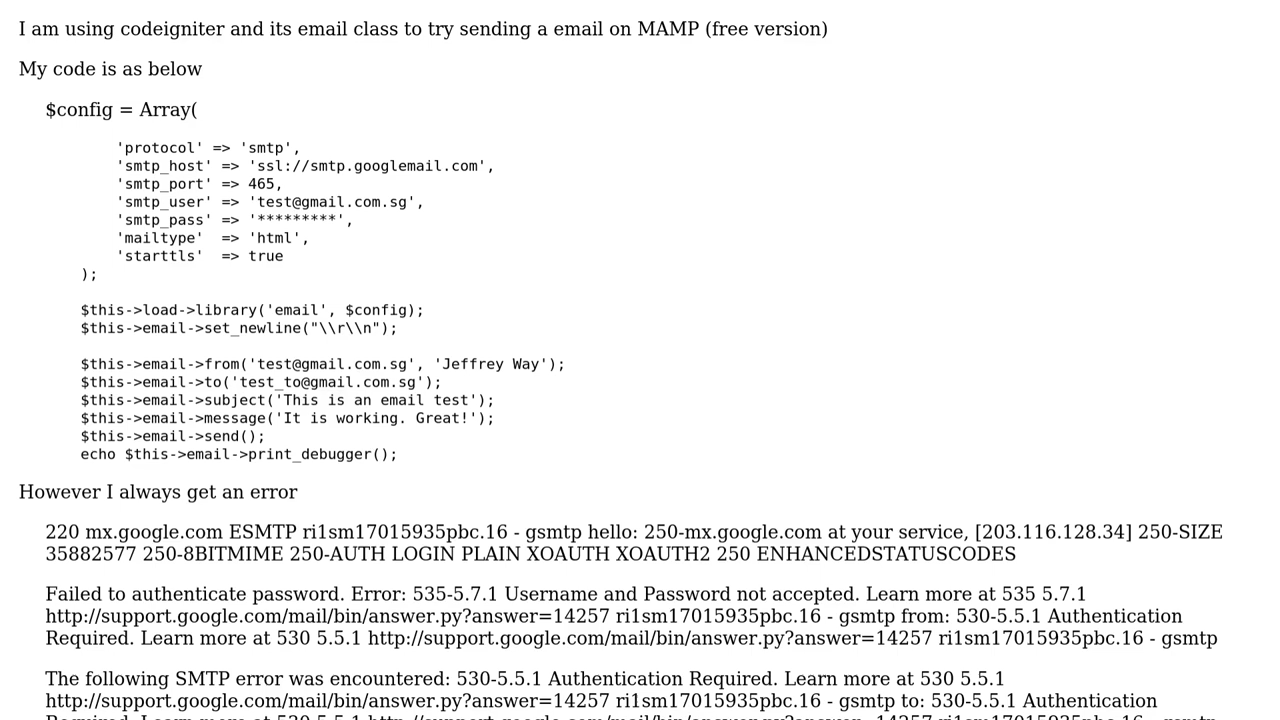 I am using codeigniter and its email class to try sending a email on MAMP (free version)
My code is as below
$config = Array(
'protocol' => 'smtp',
'smtp_host' => 'ssl://smtp.googlemail.com',
'smtp_port' => 465,
'smtp_user' => 'test@gmail.com.sg',
'smtp_pass' => '*********',
'mailtype'  => 'html',
'starttls'  => true
);
$this->load->library('email', $config);
$this->email->set_newline("\\r\\n");
$this->email->from('test@gmail.com.sg', 'Jeffrey Way');
$this->email->to('test_to@gmail.com.sg');
$this->email->subject('This is an email test');
$this->email->message('It is working. Great!');
$this->email->send();
echo $this->email->print_debugger();
However I always get an error
220 mx.google.com ESMTP ri1sm17015935pbc.16 - gsmtp hello: 250-mx.google.com at your service, [203.116.128.34] 250-SIZE
35882577 250-8BITMIME 250-AUTH LOGIN PLAIN XOAUTH XOAUTH2 250 ENHANCEDSTATUSCODES
Failed to authenticate password. Error: 535-5.7.1 Username and Password not accepted. Learn more at 535 5.7.1
http://support.google.com/mail/bin/answer.py?answer=14257 ri1sm17015935pbc.16 - gsmtp from: 530-5.5.1 Authentication
Required. Learn more at 530 5.5.1 http://support.google.com/mail/bin/answer.py?answer=14257 ri1sm17015935pbc.16 - gsmtp
The following SMTP error was encountered: 530-5.5.1 Authentication Required. Learn more at 530 5.5.1
http://support.google.com/mail/bin/answer.py?answer=14257 ri1sm17015935pbc.16 - gsmtp to: 530-5.5.1 Authentication